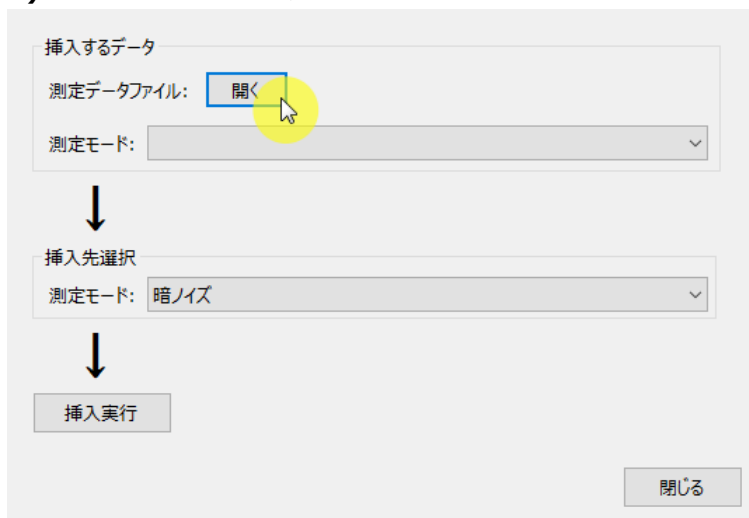 挿入するデータ
測定データファイル: 開く
測定モード:
挿入先選択
測定モード: 暗ノイズ
挿入実行
閉じる